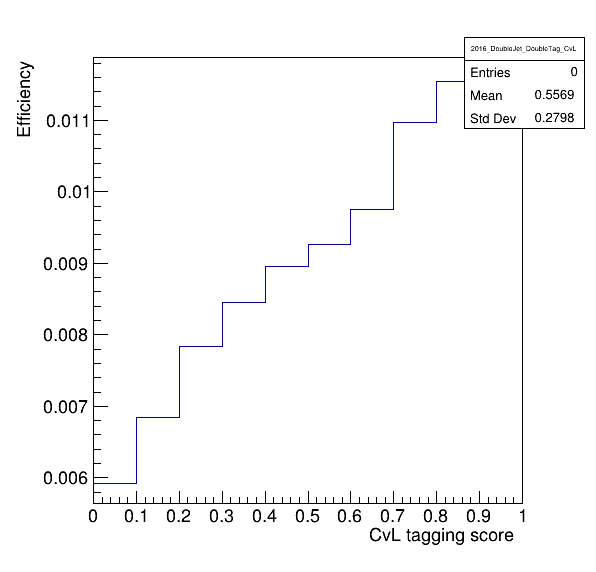 2016_DoubleJet_DoubleTag_CvL
Entries 0
Mean 0.5569
Std Dev 0.2798
Efficiency
0.011
0.01
0.009
0.008
0.007
0.006
0 0.1 0.2 0.3 0.4 0.5 0.6 0.7 0.8 0.9 1
CvL tagging score